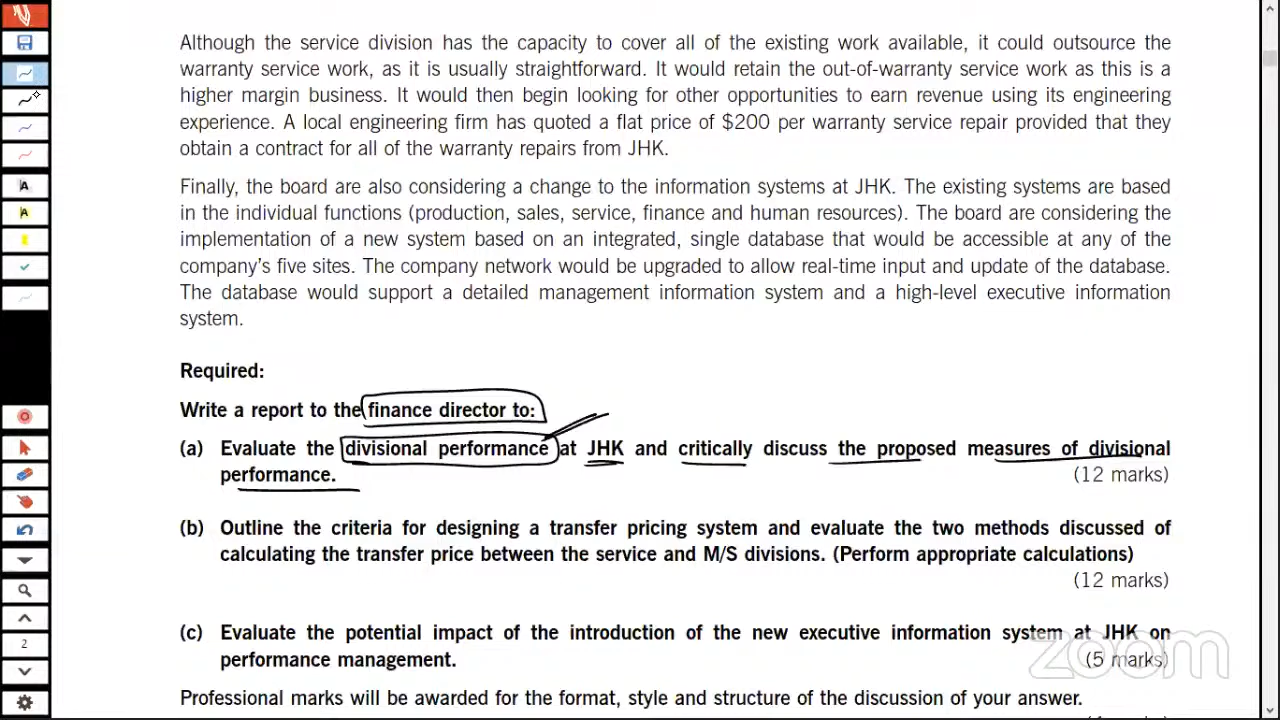 Although the service division has the capacity to cover all of the existing work available, it could outsource the
warranty service work, as it is usually straightforward. It would retain the out-of-warranty service work as this is a
higher margin business. It would then begin looking for other opportunities to earn revenue using its engineering
experience. A local engineering firm has quoted a flat price of $200 per warranty service repair provided that they
obtain a contract for all of the warranty repairs from JHK.
Finally, the board are also considering a change to the information systems at JHK. The existing systems are based
in the individual functions (production, sales, service, finance and human resources). The board are considering the
implementation of a new system based on an integrated, single database that would be accessible at any of the
company's five sites. The company network would be upgraded to allow real-time input and update of the database.
The database would support a detailed management information system and a high-level executive information
system.
Required:
Write a report to the finance director to:
(a) Evaluate the divisional performance at JHK and critically discuss the proposed measures of divisional
performance. (12 marks)
(b) Outline the criteria for designing a transfer pricing system and evaluate the two methods discussed of
calculating the transfer price between the service and M/S divisions. (Perform appropriate calculations)
(12 marks)
(c) Evaluate the potential impact of the introduction of the new executive information system at JHK on
performance management. (5 marks)
zoom
Professional marks will be awarded for the format, style and structure of the discussion of your answer.
A
A
2